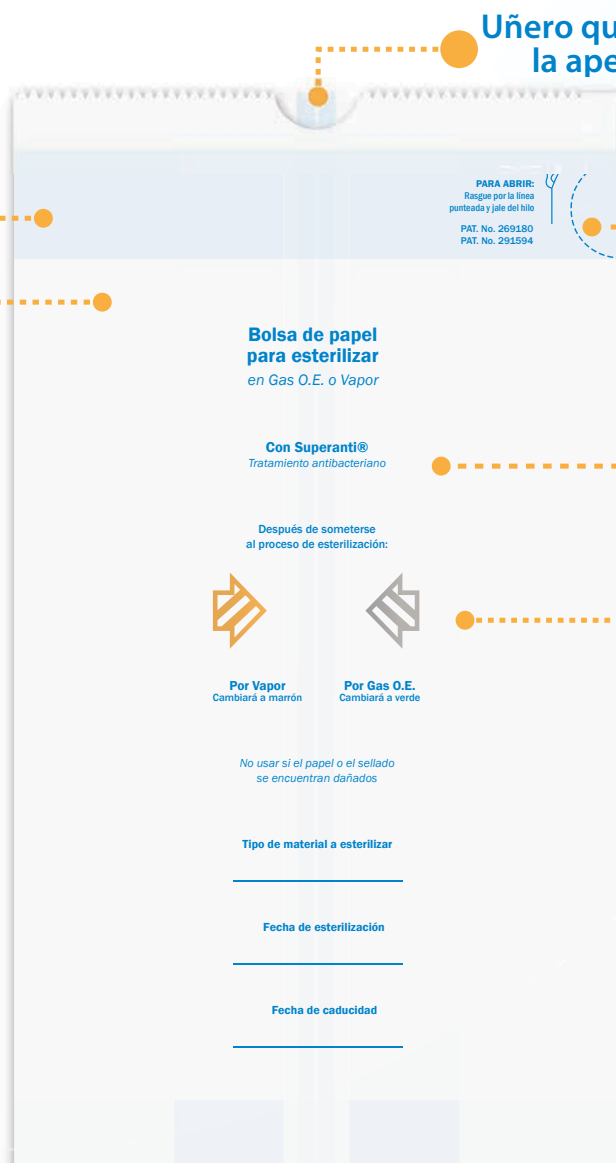 Uñero qu
la ape
PARA ABRIR:
Rasgue por la línea
punteada y jale del hilo
PAT. No. 269180
PAT. No. 291594
Bolsa de papel
para esterilizar
en Gas O.E. o Vapor
Con Superanti®
Tratamiento antibacteriano
Después de someterse
al proceso de esterilización:
Por Vapor
Cambiará a marrón
Por Gas O.E.
Cambiará a verde
No usar si el papel o el sellado
se encuentran dañados
Tipo de material a esterilizar
Fecha de esterilización
Fecha de caducidad